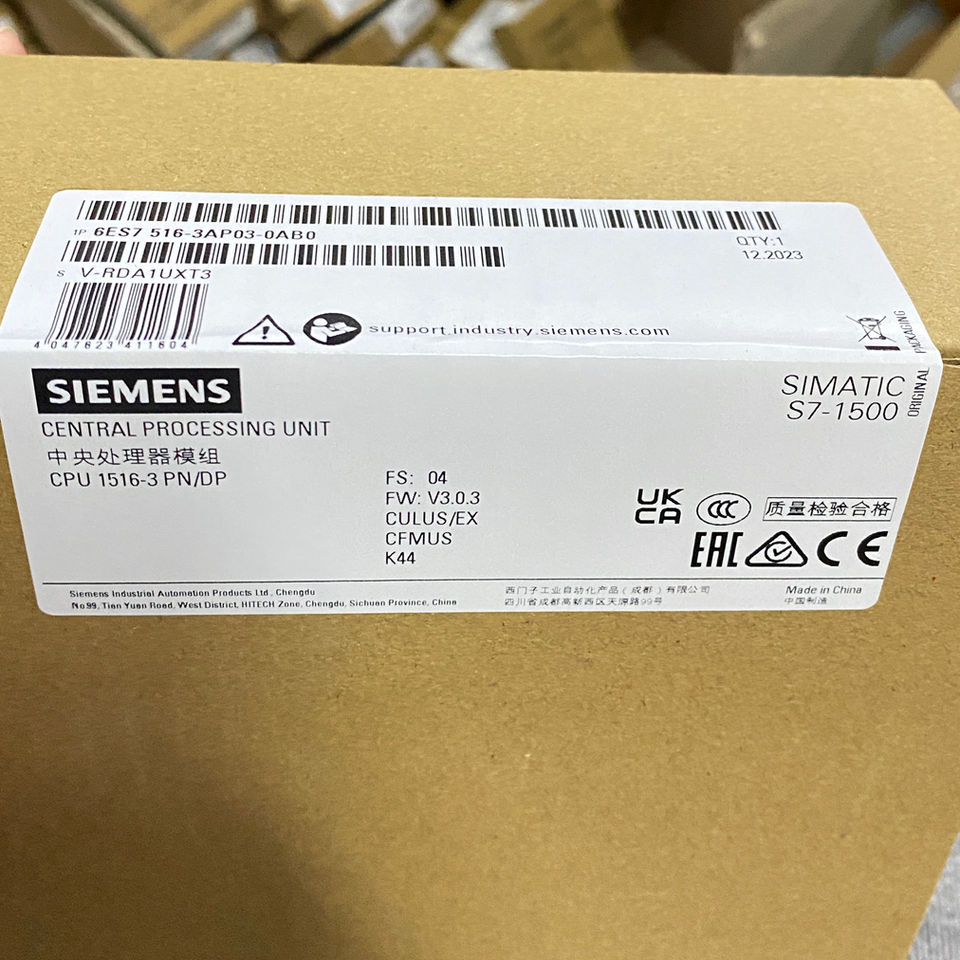 1P 6ES7 516-3AP03-0AB0
QTY:1
12.2023
S V-RDA1UXT3
4 047623 411604
support.industry.siemens.com
ORIGINAL PACKAGING
SIEMENS
SIMATIC
S7-1500
CENTRAL PROCESSING UNIT
中央处理器模组
CPU 1516-3 PN/DP
FS: 04
FW: V3.0.3
CULUS/EX
CFMUS
K44
UK
CA
CCC
质量检验合格
EAC
CE
Siemens Industrial Automation Products Ltd., Chengdu
No.99, Tian Yuan Road, West District, HITECH Zone, Chengdu, Sichuan Province, China
西门子工业自动化产品（成都）有限公司
四川省成都高新西区天源路99号
Made in China
中国制造